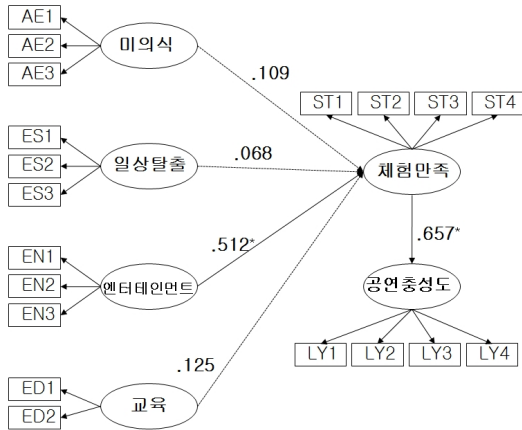 AE1
AE2
AE3
미의식
.109
ST1 ST2 ST3 ST4
ES1
ES2
ES3
일상탈출
.068
체험만족
EN1
EN2
EN3
엔터테인먼트
.512*
.657*
공연충성도
LY1 LY2 LY3 LY4
ED1
ED2
교육
.125